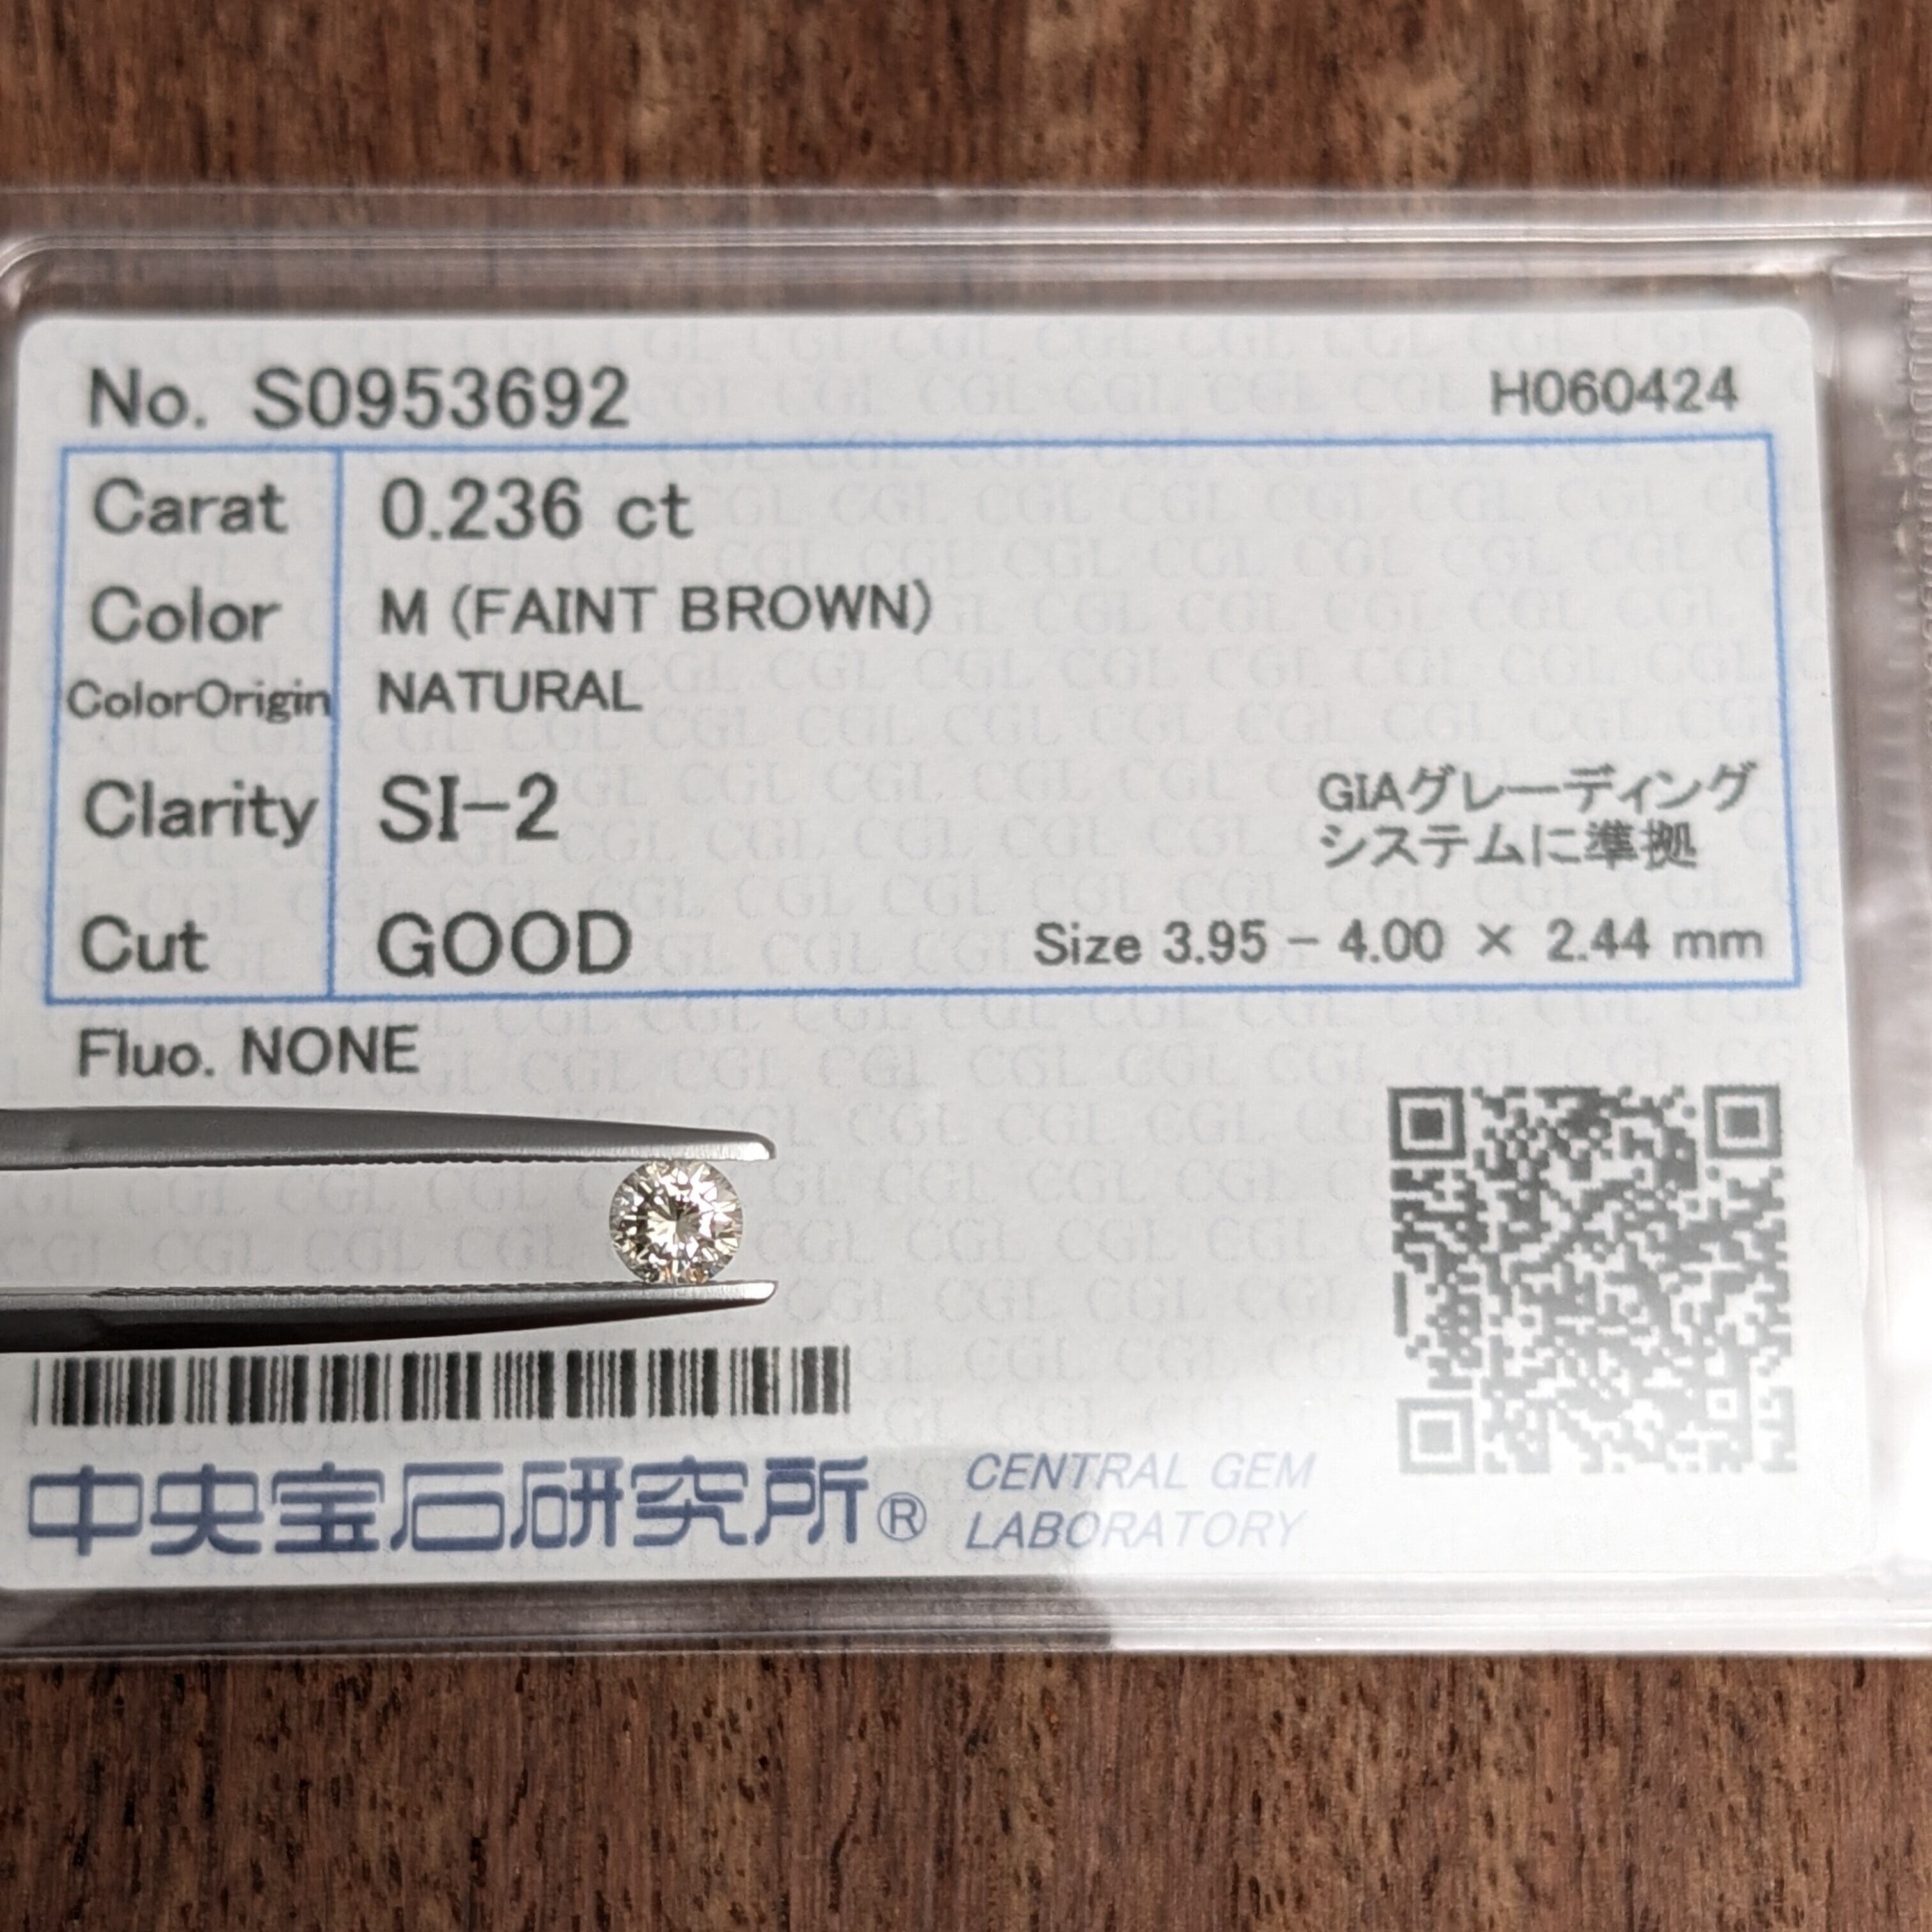 No. S0953692
H060424
Carat 0.236 ct
Color M (FAINT BROWN)
ColorOrigin NATURAL
Clarity SI-2
GIAグレーディング
システムに準拠
Cut GOOD
Size 3.95 - 4.00 × 2.44 mm
Fluo. NONE
中央宝石研究所®
CENTRAL GEM
LABORATORY